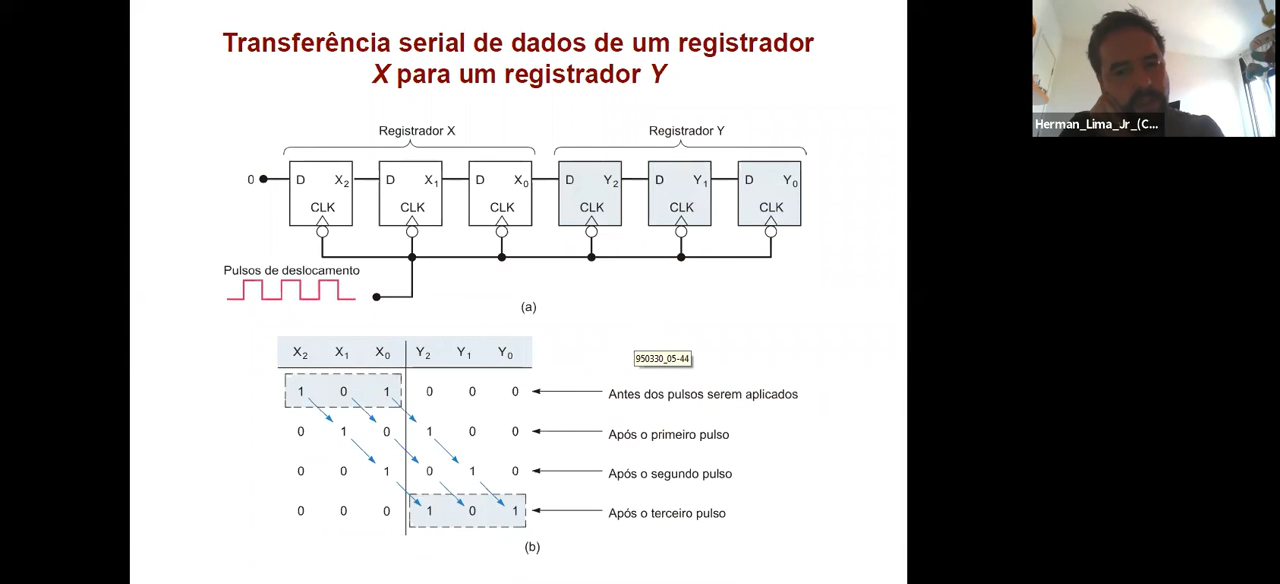 Transferência serial de dados de um registrador
X para um registrador Y
Herman_Lima_Jr_(C...
Registrador X
Registrador Y
0
D X₂ D X₁ D X₀ D Y₂ D Y₁ D Y₀
CLK CLK CLK CLK CLK CLK
Pulsos de deslocamento
(a)
X₂ X₁ X₀ Y₂ Y₁ Y₀
950330_05-44
1 0 1 0 0 0 Antes dos pulsos serem aplicados
0 1 0 1 0 0 Após o primeiro pulso
0 0 1 0 1 0 Após o segundo pulso
0 0 0 1 0 1 Após o terceiro pulso
(b)